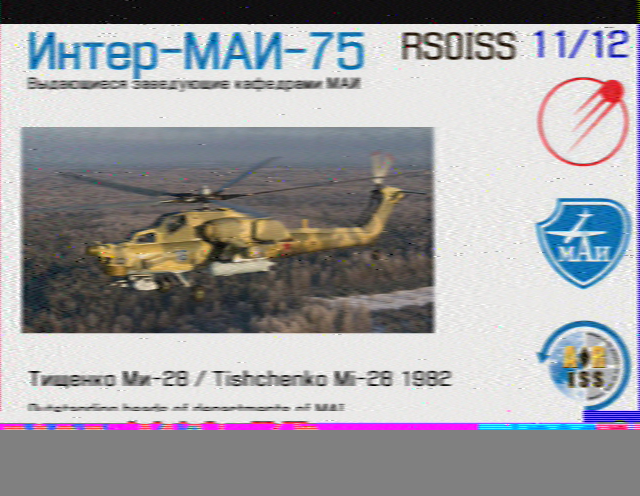 Интер-МАИ-75
RS0ISS 11/12
Выдающиеся заведующие кафедрами МАИ
МАИ
ISS
Тищенко Ми-28 / Tishchenko Mi-28 1982
Outstanding heads of departments of MAI